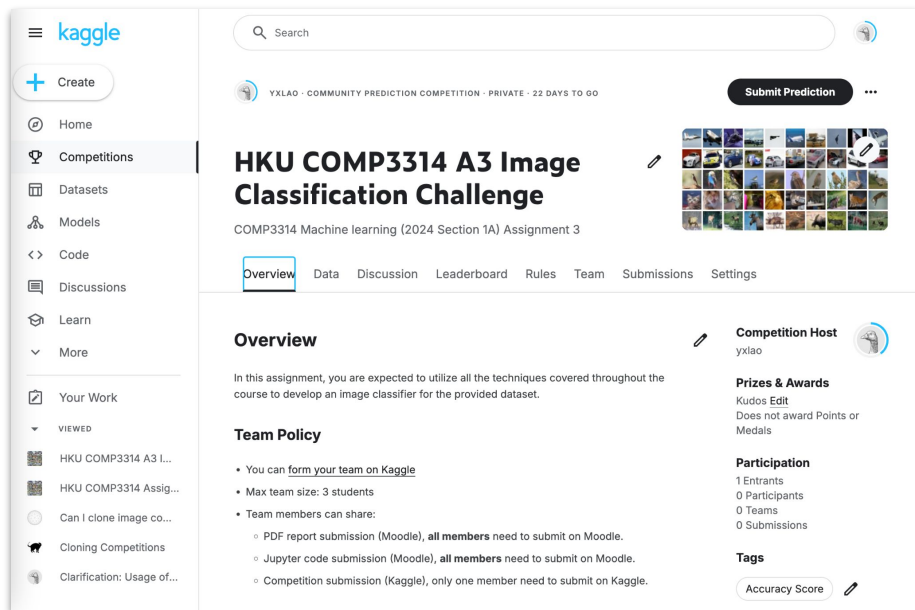 kaggle
Search
Create
YXLAO · COMMUNITY PREDICTION COMPETITION · PRIVATE · 22 DAYS TO GO
Submit Prediction
Home
Competitions
Datasets
Models
Code
Discussions
Learn
More
Your Work
VIEWED
HKU COMP3314 A3 I...
HKU COMP3314 Assig...
Can I clone image co...
Cloning Competitions
Clarification: Usage of...
HKU COMP3314 A3 Image
Classification Challenge
COMP3314 Machine learning (2024 Section 1A) Assignment 3
Overview Data Discussion Leaderboard Rules Team Submissions Settings
Overview
In this assignment, you are expected to utilize all the techniques covered throughout the
course to develop an image classifier for the provided dataset.
Team Policy
• You can form your team on Kaggle
• Max team size: 3 students
• Team members can share:
◦ PDF report submission (Moodle), all members need to submit on Moodle.
◦ Jupyter code submission (Moodle), all members need to submit on Moodle.
◦ Competition submission (Kaggle), only one member need to submit on Kaggle.
Competition Host
yxlao
Prizes & Awards
Kudos Edit
Does not award Points or
Medals
Participation
1 Entrants
0 Participants
0 Teams
0 Submissions
Tags
Accuracy Score